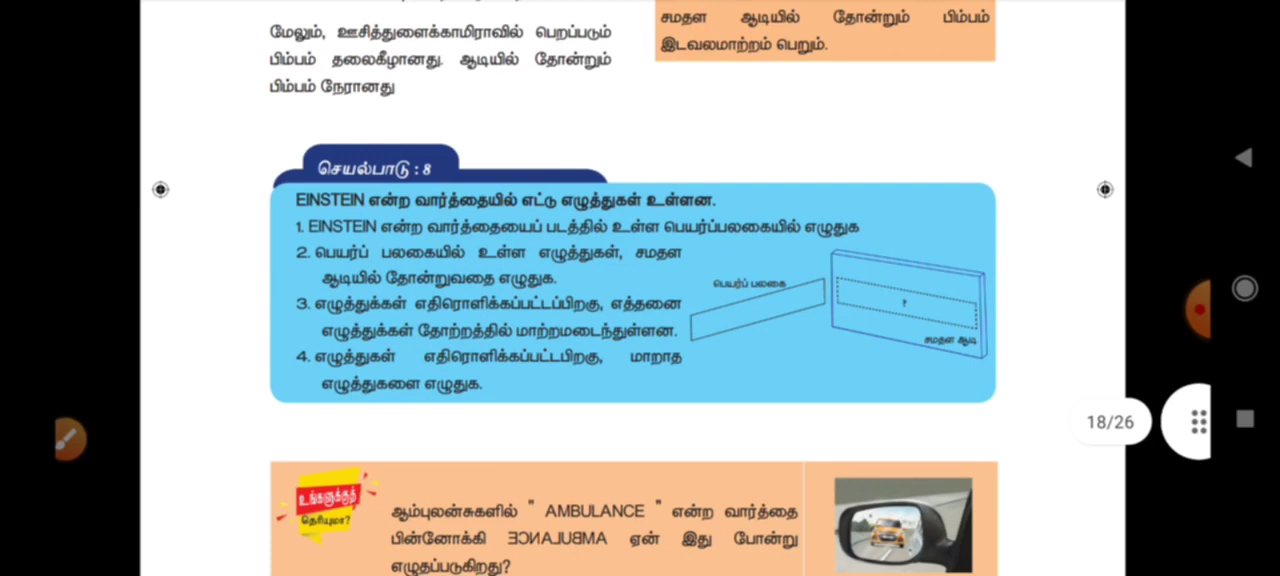 சமதள ஆடியில் தோன்றும் பிம்பம்
இடவலமாற்றம் பெறும்.
மேலும், ஊசித்துளைக்காமிராவில் பெறப்படும்
பிம்பம் தலைகீழானது. ஆடியில் தோன்றும்
பிம்பம் நேரானது
செயல்பாடு : 8
EINSTEIN என்ற வார்த்தையில் எட்டு எழுத்துகள் உள்ளன.
1. EINSTEIN என்ற வார்த்தையைப் படத்தில் உள்ள பெயர்ப்பலகையில் எழுதுக
2. பெயர்ப் பலகையில் உள்ள எழுத்துகள், சமதள
ஆடியில் தோன்றுவதை எழுதுக.
3. எழுத்துக்கள் எதிரொளிக்கப்பட்டப்பிறகு, எத்தனை
எழுத்துக்கள் தோற்றத்தில் மாற்றமடைந்துள்ளன.
4. எழுத்துகள் எதிரொளிக்கப்பட்டபிறகு, மாறாத
எழுத்துகளை எழுதுக.
பெயர்ப் பலகை
?
சமதள ஆடி
18/26
உங்களுக்குத்
தெரியுமா?
ஆம்புலன்சுகளில் " AMBULANCE " என்ற வார்த்தை
பின்னோக்கி ƎƆИA⅃UᗺMA ஏன் இது போன்று
எழுதப்படுகிறது?